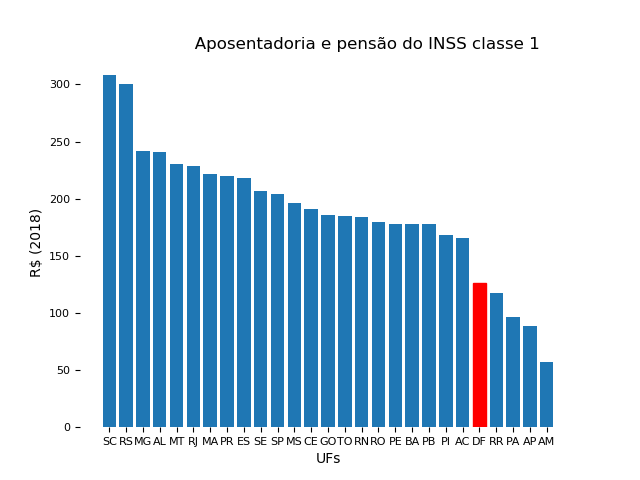 Aposentadoria e pensão do INSS classe 1
R$ (2018)
300
250
200
150
100
50
0
SC RS MG AL MT RJ MA PR ES SE SP MS CE GO TO RN RO PE BA PB PI AC DF RR PA AP AM
UFs